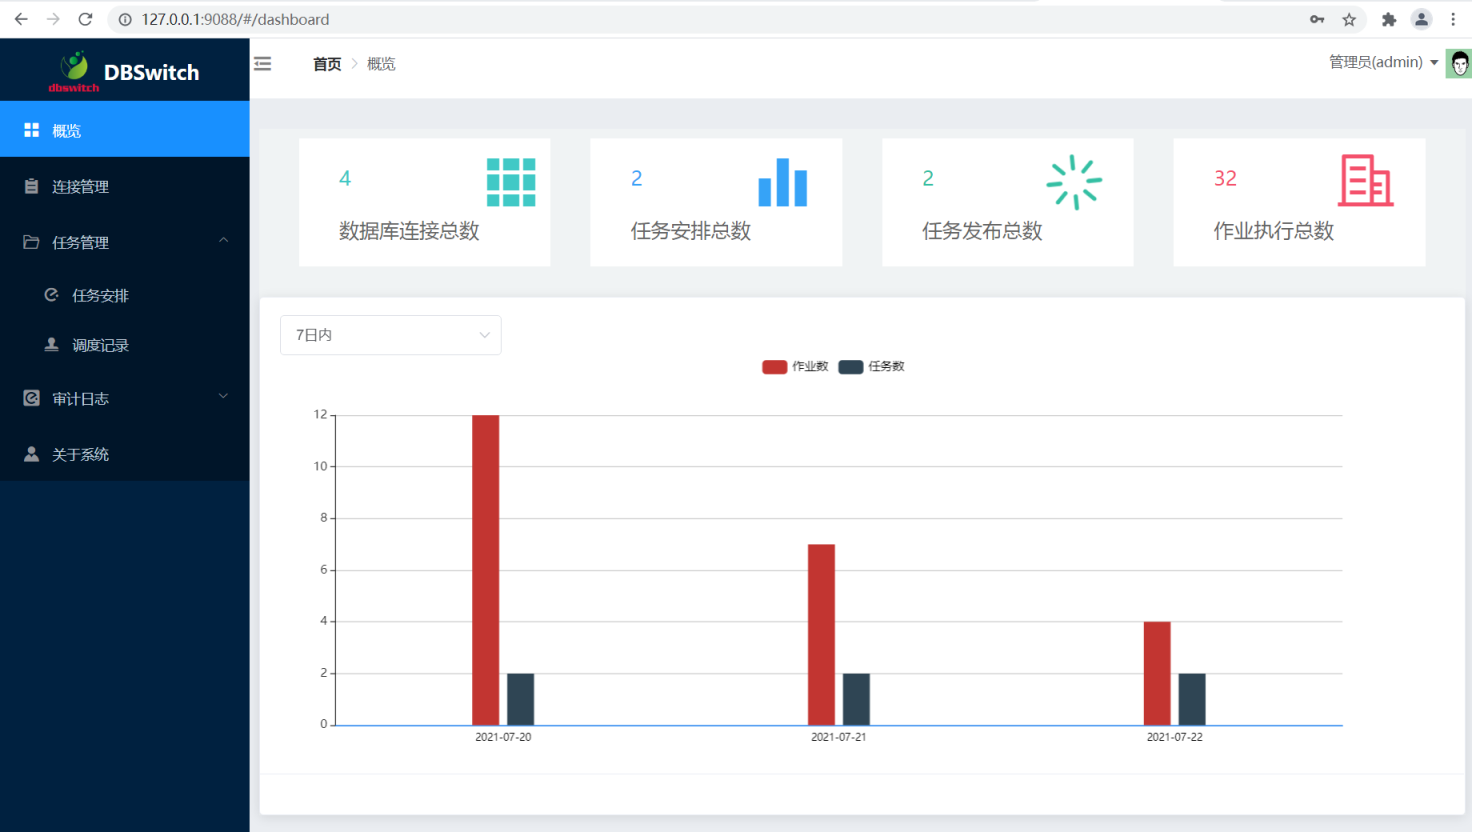 127.0.0.1:9088/#/dashboard
dbswitch
DBSwitch
首页
概览
管理员(admin)
概览
连接管理
任务管理
任务安排
调度记录
审计日志
关于系统
4
数据库连接总数
2
任务安排总数
2
任务发布总数
32
作业执行总数
7日内
作业数
任务数
12
10
8
6
4
2
0
2021-07-20
2021-07-21
2021-07-22